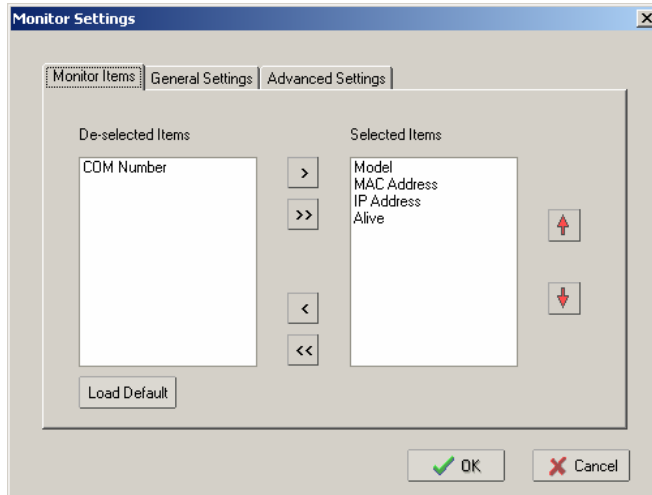 Monitor Settings
Monitor Items
General Settings
Advanced Settings
De-selected Items
Selected Items
COM Number
>
>>
<
<<
Model
MAC Address
IP Address
Alive
Load Default
OK
Cancel